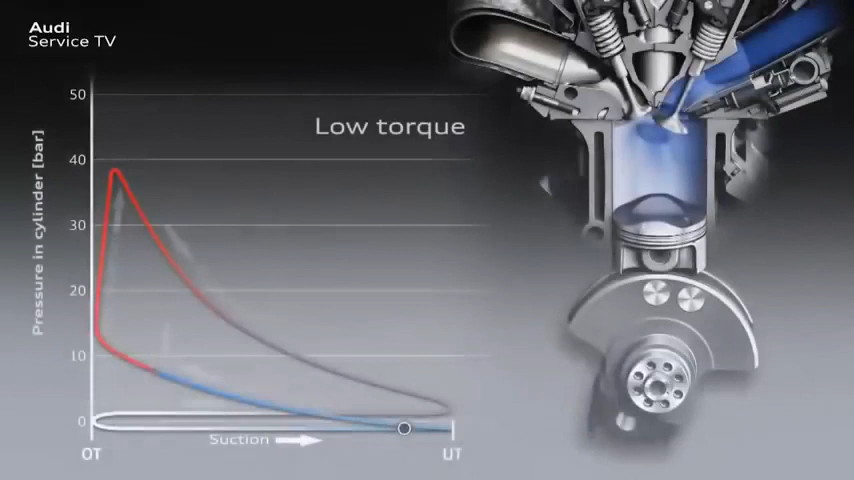 Audi
Service TV
50
Low torque
40
30
20
10
0
Pressure in cylinder [bar]
Suction
OT
UT